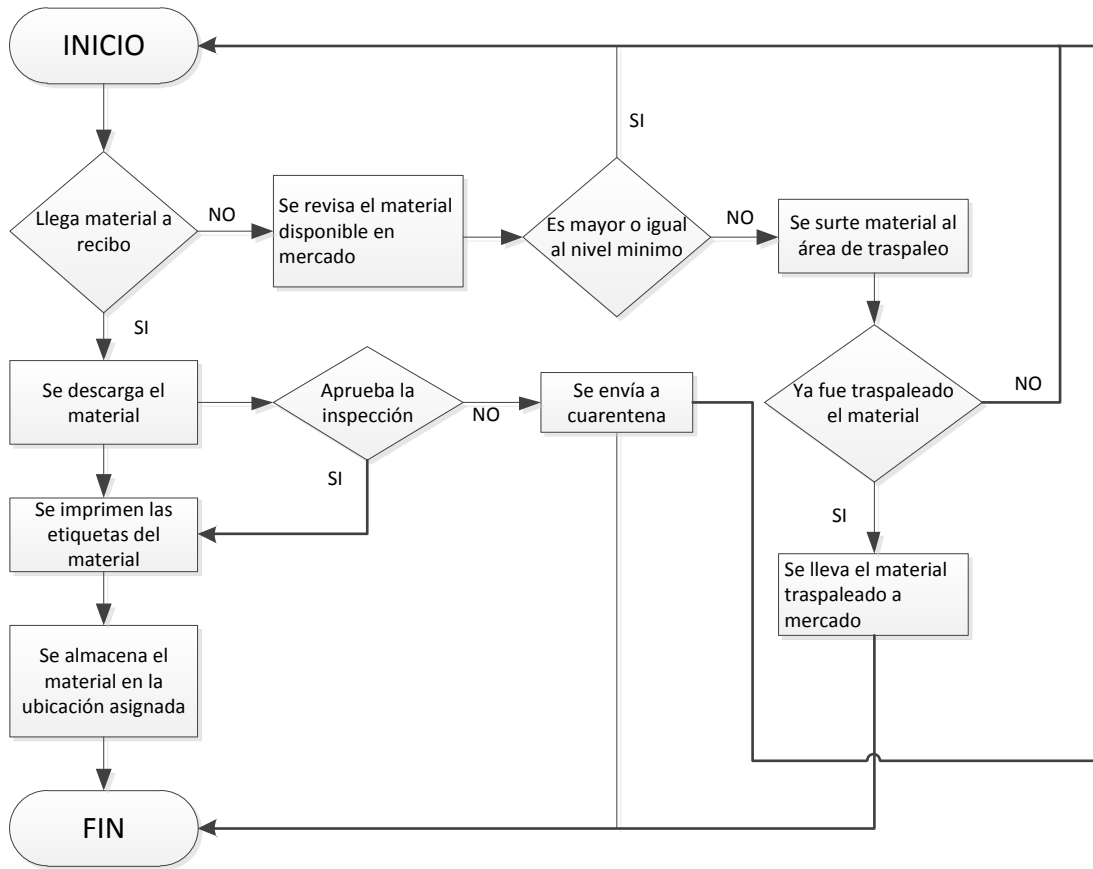 INICIO
SI
Llega material a
recibo
NO
Se revisa el material
disponible en
mercado
Es mayor o igual
al nivel minimo
NO
Se surte material al
área de traspaleo
SI
Se descarga el
material
Aprueba la
inspección
NO
Se envía a
cuarentena
Ya fue traspaleado
el material
NO
SI
SI
Se imprimen las
etiquetas del
material
Se lleva el material
traspaleado a
mercado
Se almacena el
material en la
ubicación asignada
FIN